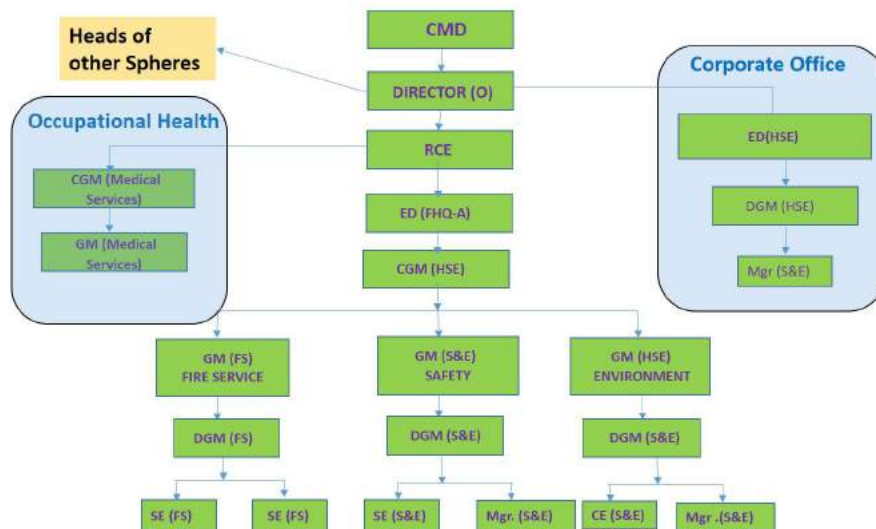 CMD
Heads of
other Spheres
DIRECTOR (O)
Corporate Office
Occupational Health
ED(HSE)
RCE
CGM (Medical
Services)
DGM (HSE)
ED (FHQ-A)
GM (Medical
Services)
CGM (HSE)
Mgr (S&E)
GM (FS)
FIRE SERVICE
GM (S&E)
SAFETY
GM (HSE)
ENVIRONMENT
DGM (FS)
DGM (S&E)
DGM (S&E)
SE (FS)
SE (FS)
SE (S&E)
Mgr. (S&E)
CE (S&E)
Mgr .(S&E)